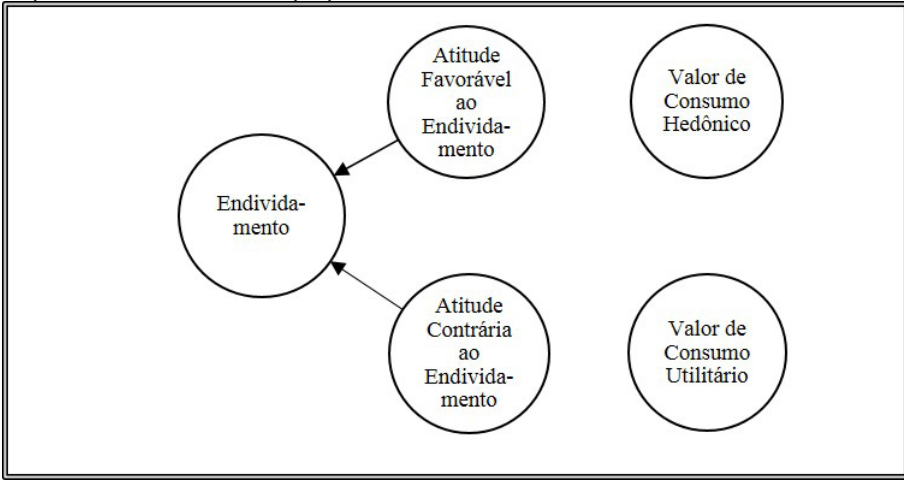 Atitude
Favorável
ao
Endivida-
mento
Valor de
Consumo
Hedônico
Endivida-
mento
Atitude
Contrária
ao
Endivida-
mento
Valor de
Consumo
Utilitário